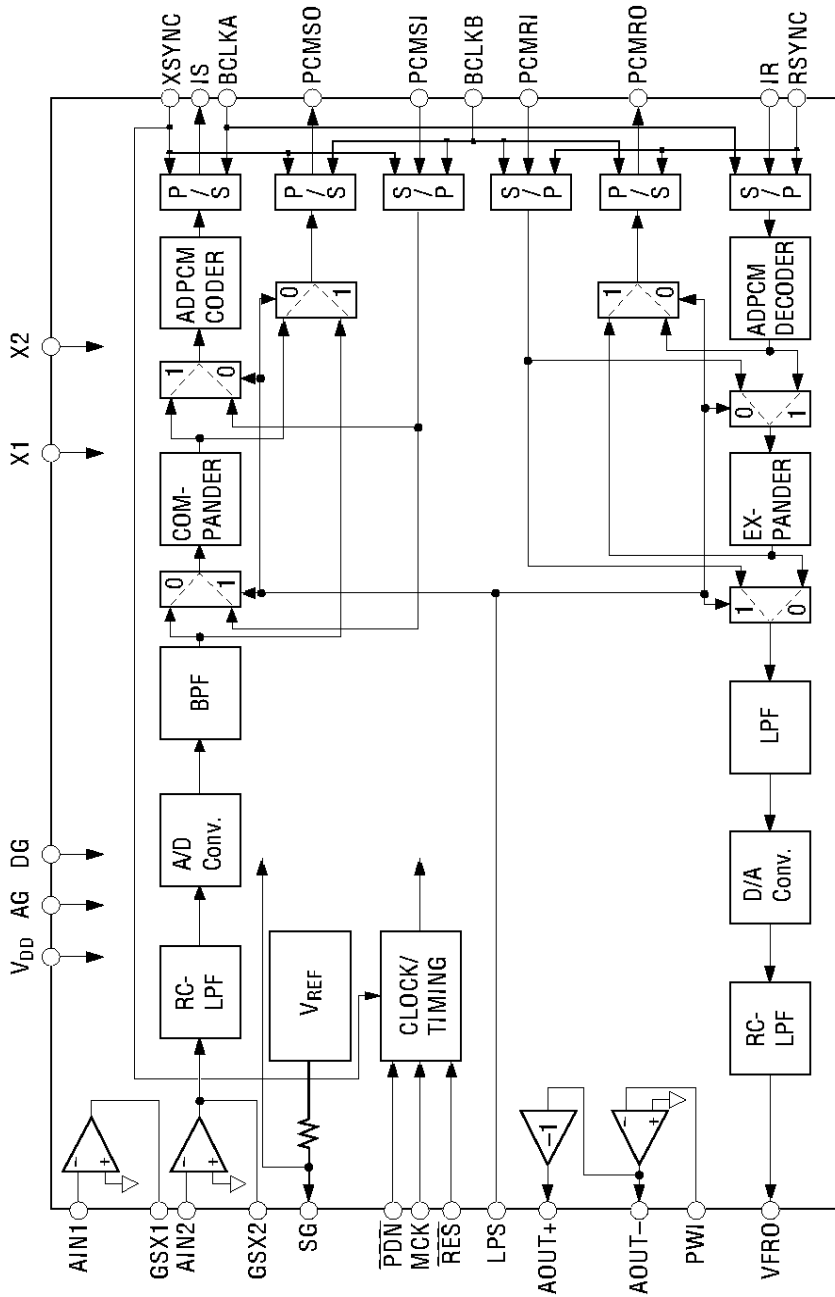 XSYNC
IS
BCLKA
PCMSO
PCMSI
BCLKB
PCMRI
PCMRO
IR
RSYNC
P/S
P/S
S/P
S/P
P/S
S/P
ADPCM
CODER
0
1
1
0
ADPCM
DECODER
X2
1
0
0
1
X1
COM-
PANDER
EX-
PANDER
0
1
1
0
BPF
LPF
DG
A/D
Conv.
D/A
Conv.
AG
VDD
RC-
LPF
VREF
CLOCK/
TIMING
RC-
LPF
−
+
−
+
−1
−
+
AIN1
GSX1
AIN2
GSX2
SG
PDN
MCK
RES
LPS
AOUT+
AOUT−
PWI
VFRO